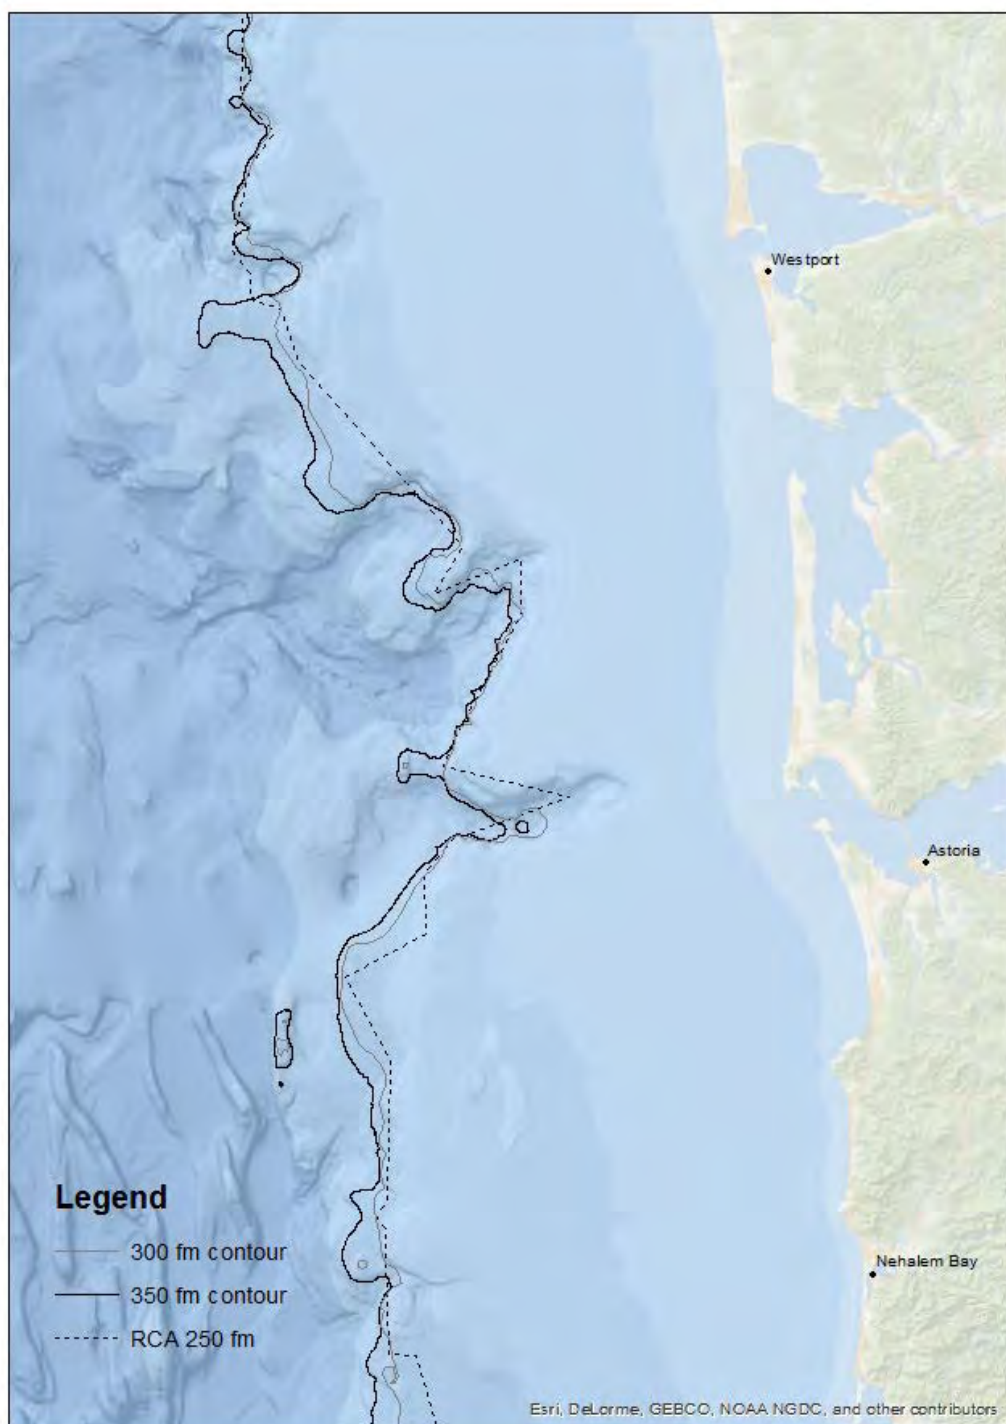 Westport
Astoria
Nehalem Bay
Legend
300 fm contour
350 fm contour
RCA 250 fm
Esri, DeLorme, GEBCO, NOAA NGDC, and other contributors